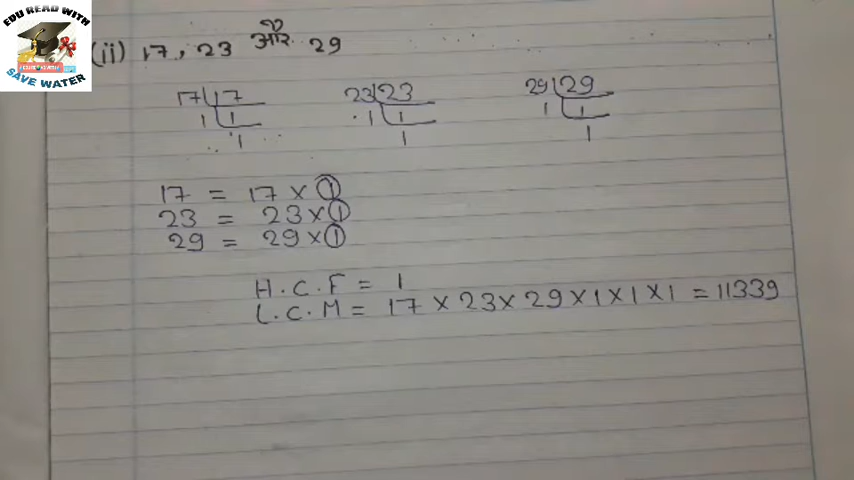 EDU READ WITH
SAVE WATER
(ii) 17, 23 और 29
17 17 23 23 29 29
1 1 1 1 1 1
1 1 1
17 = 17 × 1
23 = 23 × 1
29 = 29 × 1
H.C.F = 1
L.C.M = 17 × 23 × 29 × 1 × 1 × 1 = 11339